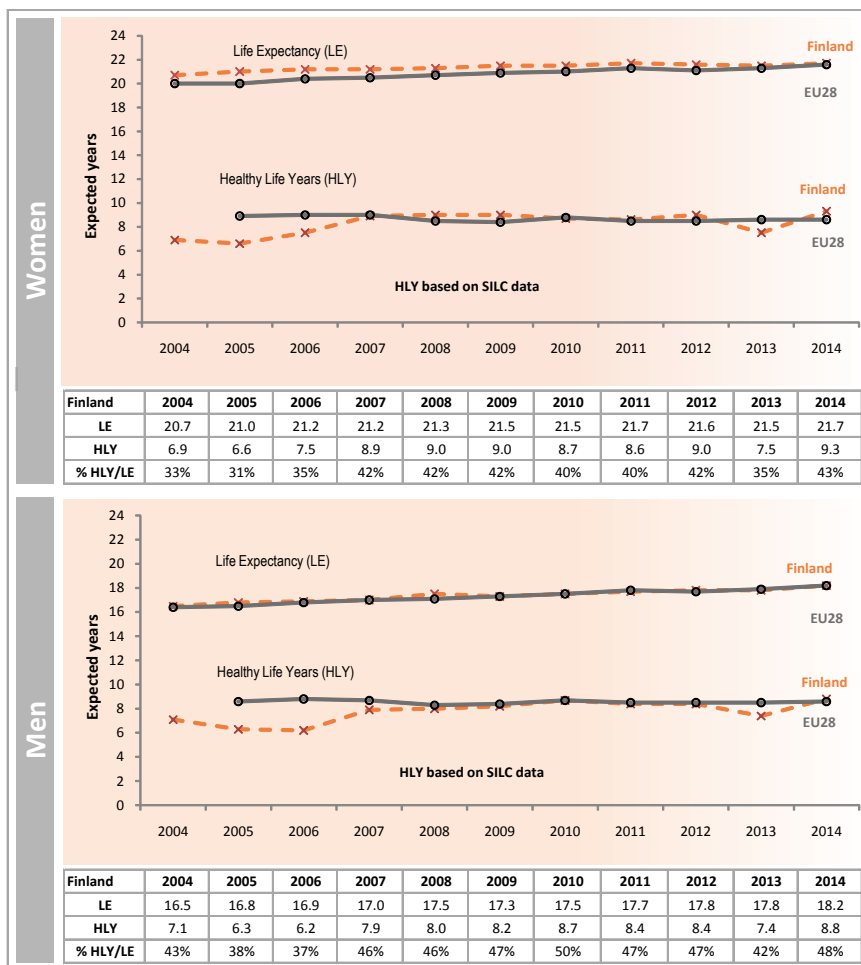 Women
Expected years
24
22
20
18
16
14
12
10
8
6
4
2
0
Life Expectancy (LE)
Finland
EU28
Healthy Life Years (HLY)
Finland
EU28
HLY based on SILC data
2004 2005 2006 2007 2008 2009 2010 2011 2012 2013 2014
Finland 2004 2005 2006 2007 2008 2009 2010 2011 2012 2013 2014
LE 20.7 21.0 21.2 21.2 21.3 21.5 21.5 21.7 21.6 21.5 21.7
HLY 6.9 6.6 7.5 8.9 9.0 9.0 8.7 8.6 9.0 7.5 9.3
% HLY/LE 33% 31% 35% 42% 42% 42% 40% 40% 42% 35% 43%
Men
Expected years
24
22
20
18
16
14
12
10
8
6
4
2
0
Life Expectancy (LE)
Finland
EU28
Healthy Life Years (HLY)
Finland
EU28
HLY based on SILC data
2004 2005 2006 2007 2008 2009 2010 2011 2012 2013 2014
Finland 2004 2005 2006 2007 2008 2009 2010 2011 2012 2013 2014
LE 16.5 16.8 16.9 17.0 17.5 17.3 17.5 17.7 17.8 17.8 18.2
HLY 7.1 6.3 6.2 7.9 8.0 8.2 8.7 8.4 8.4 7.4 8.8
% HLY/LE 43% 38% 37% 46% 46% 47% 50% 47% 47% 42% 48%